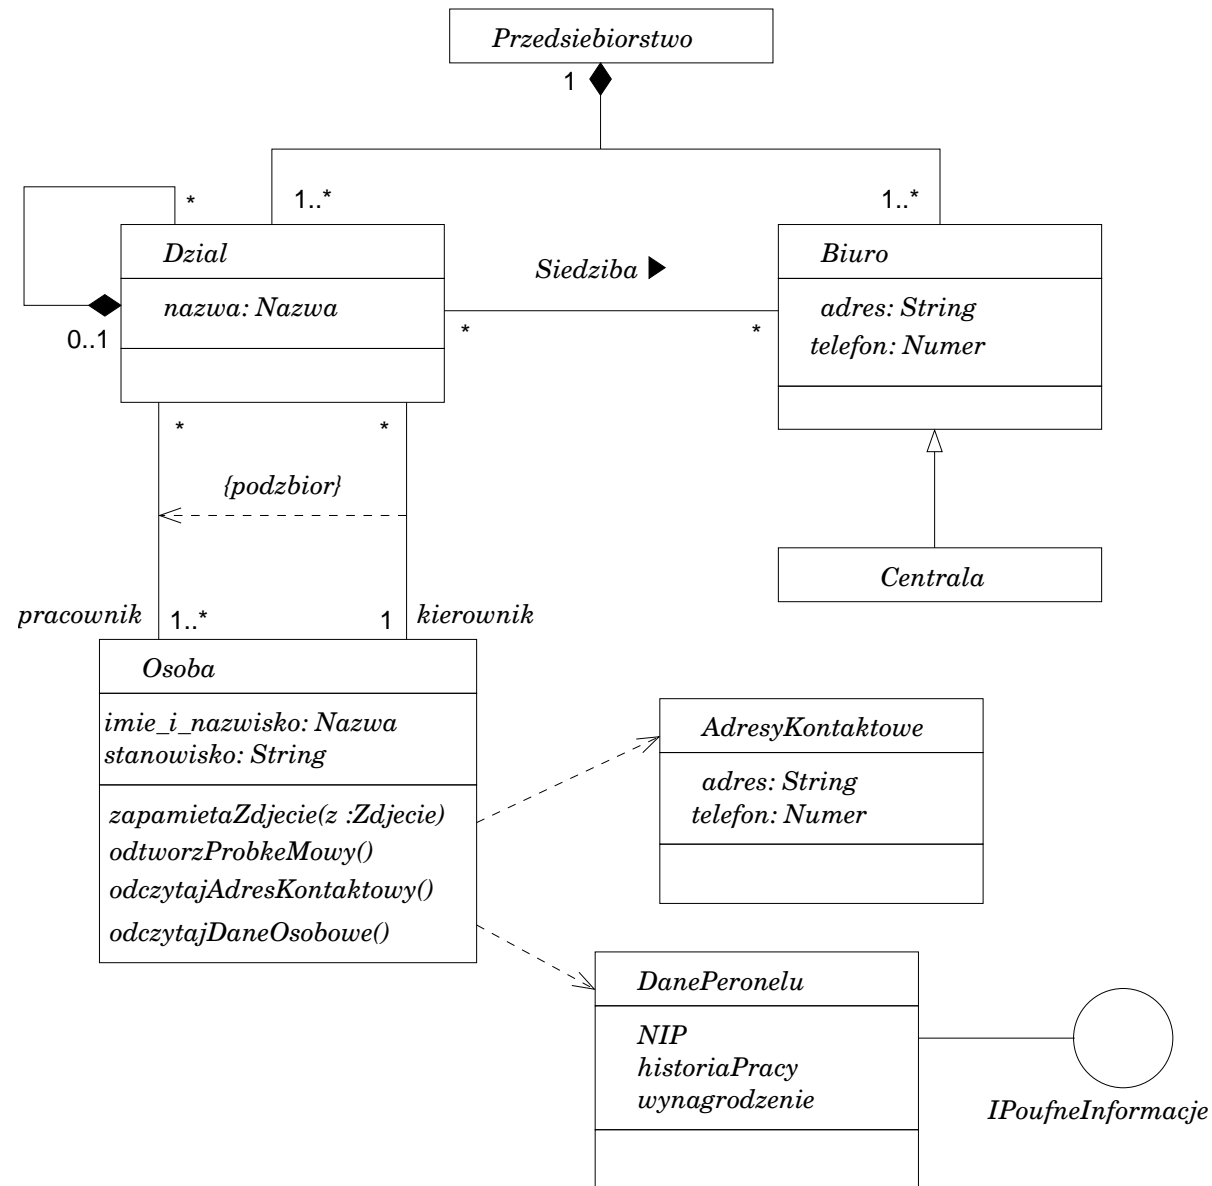 Przedsiebiorstwo
1
*
1..*
1..*
Dzial
nazwa: Nazwa
0..1
Siedziba
*
*
Biuro
adres: String
telefon: Numer
*
*
{podzbior}
Centrala
pracownik
1..*
1
kierownik
Osoba
imie_i_nazwisko: Nazwa
stanowisko: String
zapamietaZdjecie(z :Zdjecie)
odtworzProbkeMowy()
odczytajAdresKontaktowy()
odczytajDaneOsobowe()
AdresyKontaktowe
adres: String
telefon: Numer
DanePeronelu
NIP
historiaPracy
wynagrodzenie
IPoufneInformacje